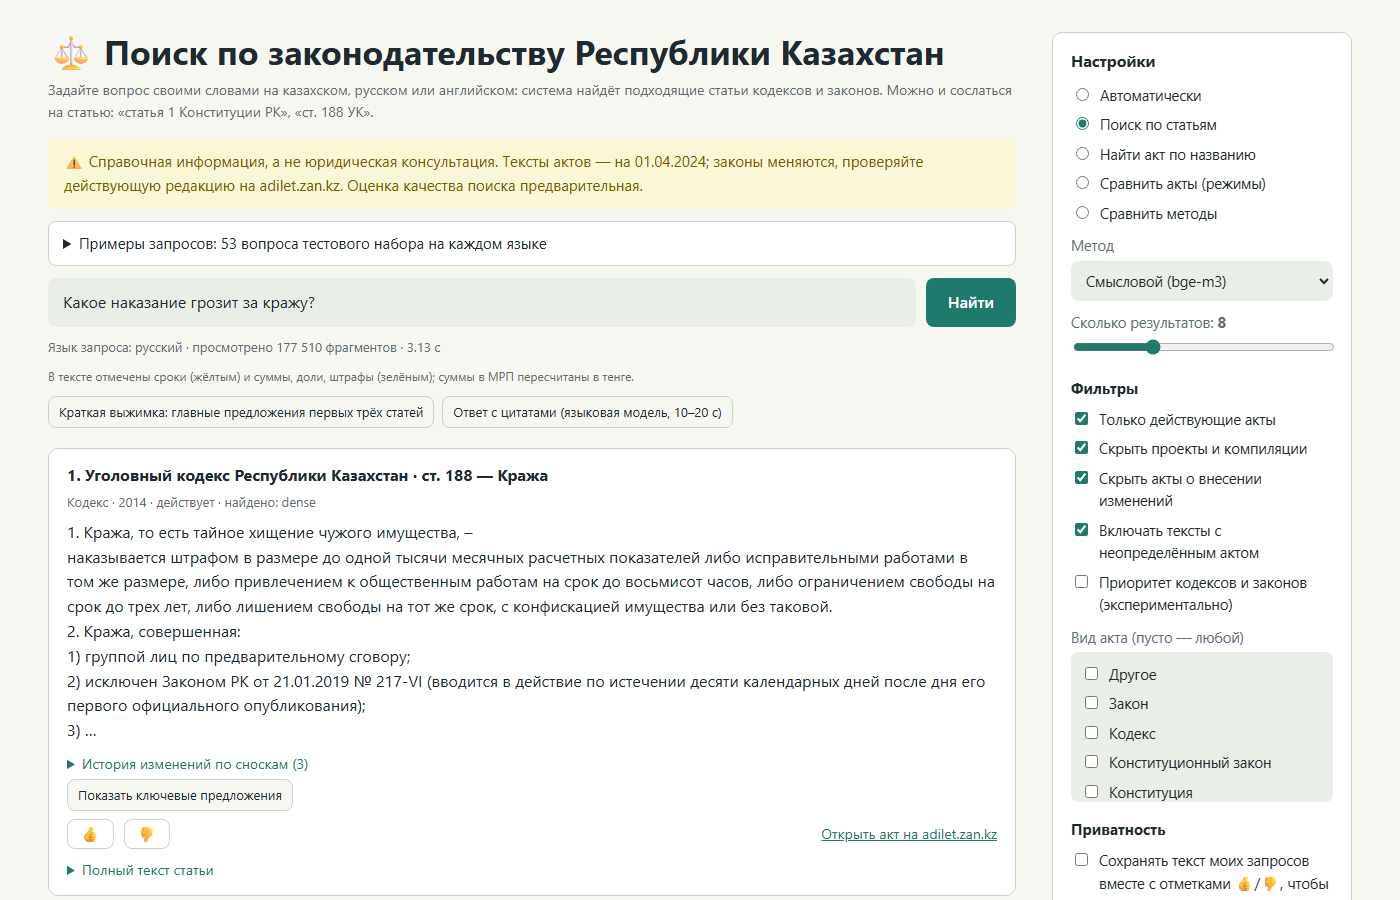 ⚖️ Поиск по законодательству Республики Казахстан
Задайте вопрос своими словами на казахском, русском или английском: система найдёт подходящие статьи кодексов и законов. Можно и сослаться
на статью: «статья 1 Конституции РК», «ст. 188 УК».
⚠️ Справочная информация, а не юридическая консультация. Тексты актов — на 01.04.2024; законы меняются, проверяйте
действующую редакцию на adilet.zan.kz. Оценка качества поиска предварительная.
▶ Примеры запросов: 53 вопроса тестового набора на каждом языке
Какое наказание грозит за кражу?
Найти
Язык запроса: русский · просмотрено 177 510 фрагментов · 3.13 с
В тексте отмечены сроки (жёлтым) и суммы, доли, штрафы (зелёным); суммы в МРП пересчитаны в тенге.
Краткая выжимка: главные предложения первых трёх статей
Ответ с цитатами (языковая модель, 10–20 с)
1. Уголовный кодекс Республики Казахстан · ст. 188 — Кража
Кодекс · 2014 · действует · найдено: dense
1. Кража, то есть тайное хищение чужого имущества, –
наказывается штрафом в размере до одной тысячи месячных расчетных показателей либо исправительными работами в
том же размере, либо привлечением к общественным работам на срок до восьмисот часов, либо ограничением свободы на
срок до трех лет, либо лишением свободы на тот же срок, с конфискацией имущества или без таковой.
2. Кража, совершенная:
1) группой лиц по предварительному сговору;
2) исключен Законом РК от 21.01.2019 № 217-VI (вводится в действие по истечении десяти календарных дней после дня его
первого официального опубликования);
3) ...
▶ История изменений по сноскам (3)
Показать ключевые предложения
👍 👎
Открыть акт на adilet.zan.kz
▶ Полный текст статьи
Настройки
Автоматически
Поиск по статьям
Найти акт по названию
Сравнить акты (режимы)
Сравнить методы
Метод
Смысловой (bge-m3)
Сколько результатов: 8
Фильтры
Только действующие акты
Скрыть проекты и компиляции
Скрыть акты о внесении
изменений
Включать тексты с
неопределённым актом
Приоритет кодексов и законов
(экспериментально)
Вид акта (пусто — любой)
Другое
Закон
Кодекс
Конституционный закон
Конституция
Приватность
Сохранять текст моих запросов
вместе с отметками 👍/👎, чтобы